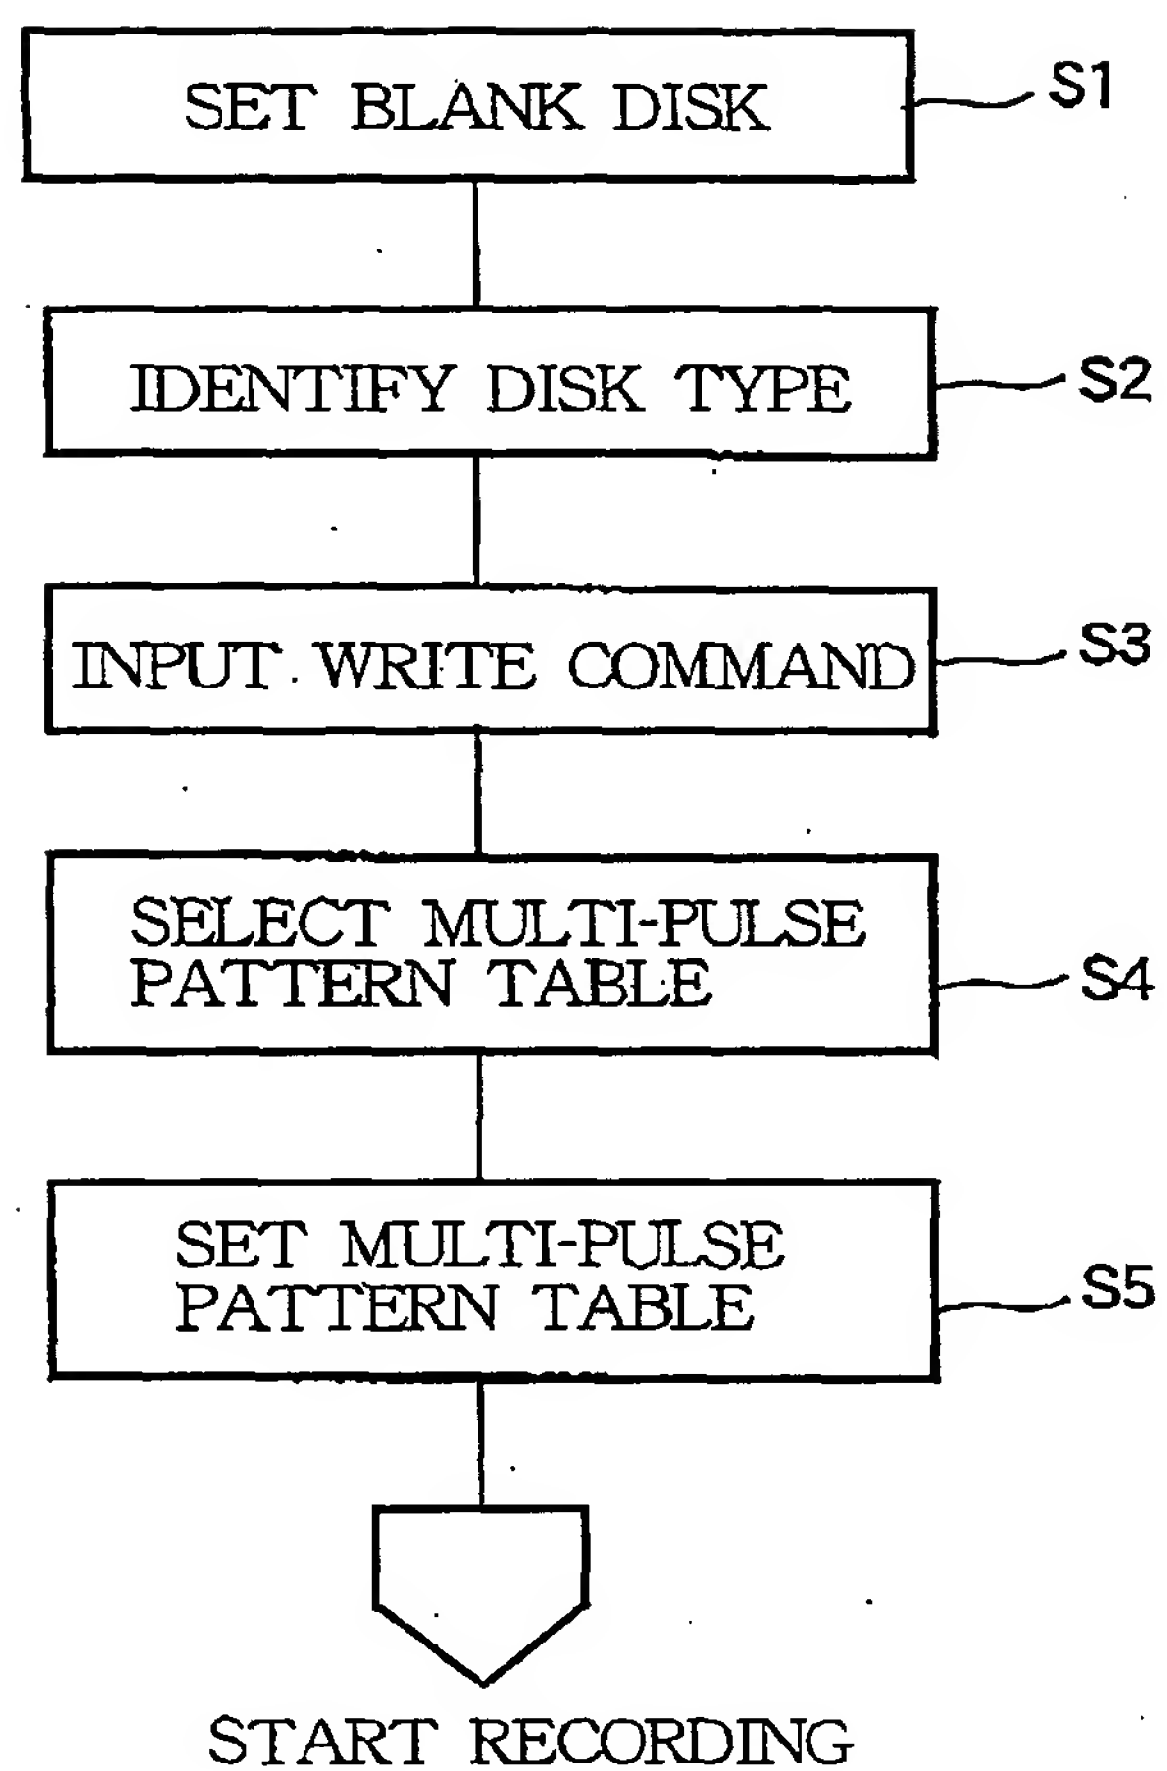 SET BLANK DISK
S1
IDENTIFY DISK TYPE
S2
INPUT WRITE COMMAND
S3
SELECT MULTI-PULSE
PATTERN TABLE
S4
SET MULTI-PULSE
PATTERN TABLE
S5
START RECORDING